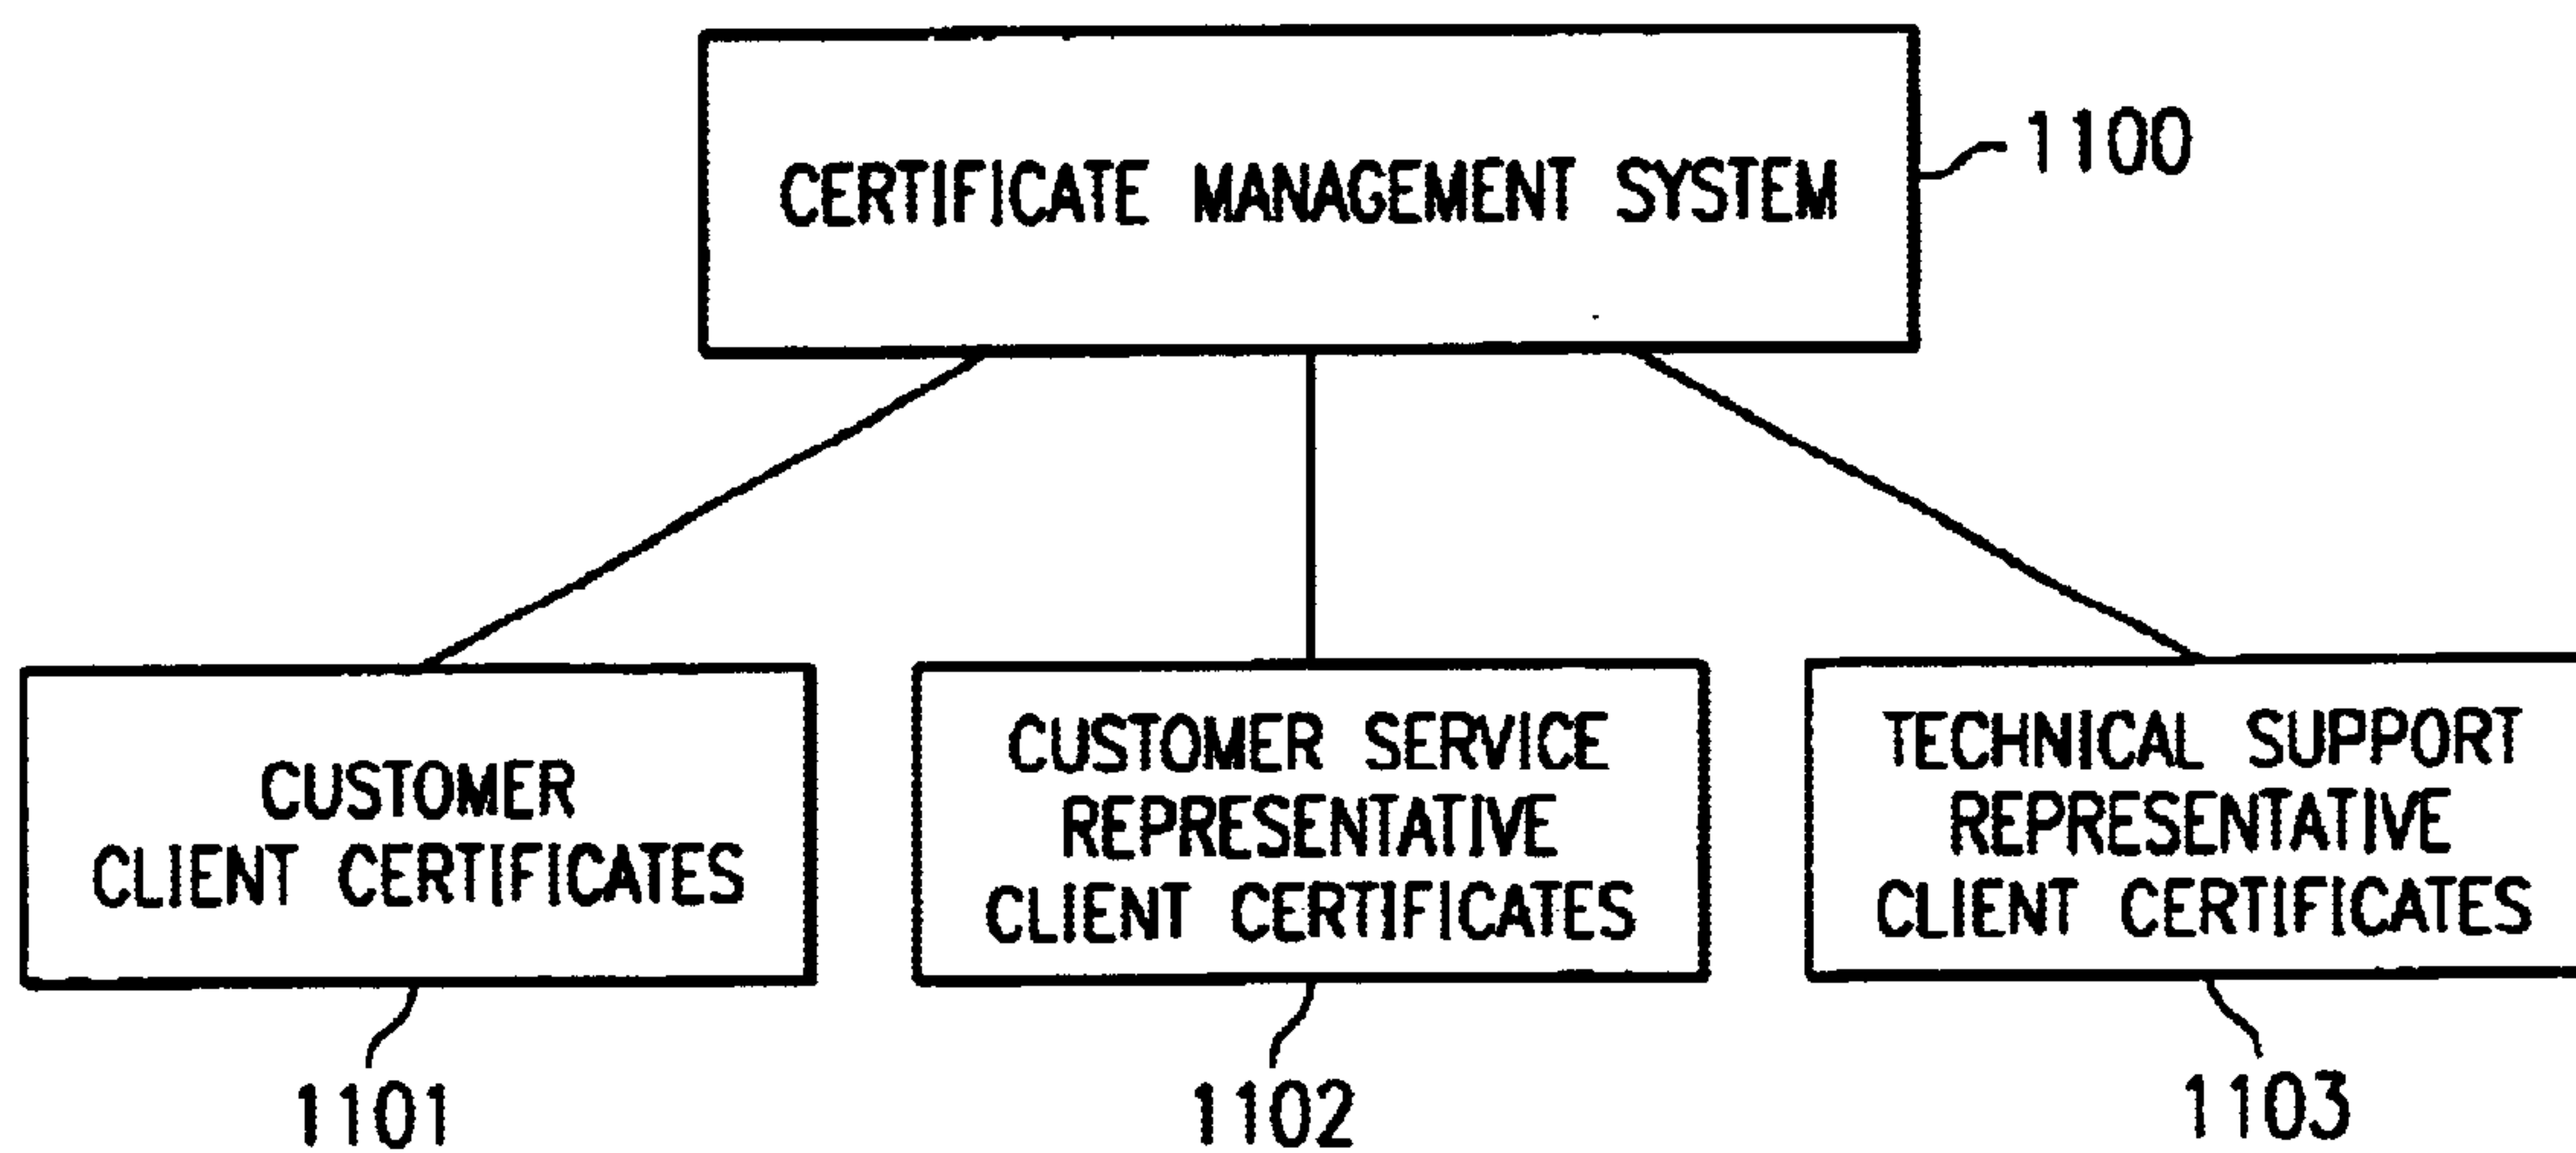 CERTIFICATE MANAGEMENT SYSTEM
1100
CUSTOMER
CLIENT CERTIFICATES
1101
CUSTOMER SERVICE
REPRESENTATIVE
CLIENT CERTIFICATES
1102
TECHNICAL SUPPORT
REPRESENTATIVE
CLIENT CERTIFICATES
1103